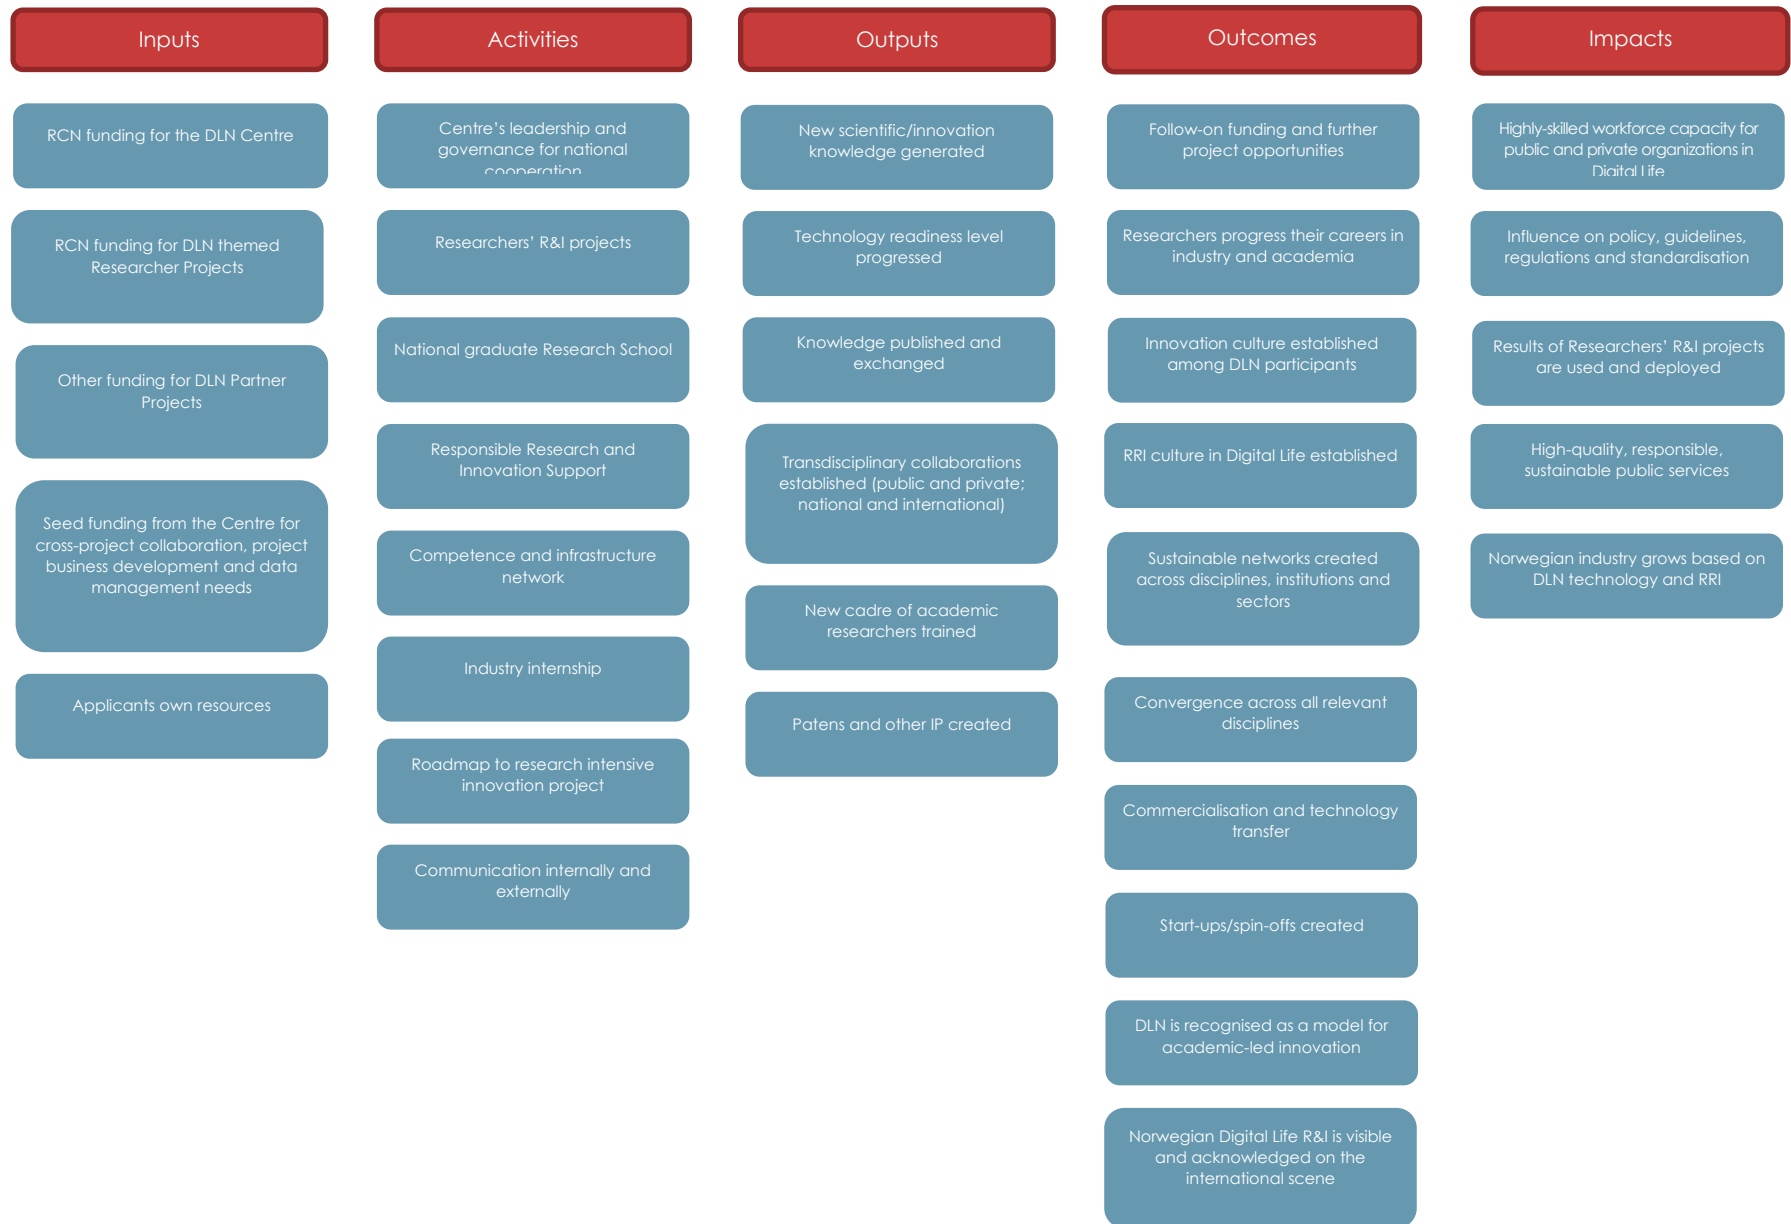 Inputs
RCN funding for the DLN Centre
RCN funding for DLN themed
Researcher Projects
Other funding for DLN Partner
Projects
Seed funding from the Centre for
cross-project collaboration, project
business development and data
management needs
Applicants own resources
Activities
Centre's leadership and
governance for national
cooperation
Researchers' R&I projects
National graduate Research School
Responsible Research and
Innovation Support
Competence and infrastructure
network
Industry internship
Roadmap to research intensive
innovation project
Communication internally and
externally
Outputs
New scientific/innovation
knowledge generated
Technology readiness level
progressed
Knowledge published and
exchanged
Transdisciplinary collaborations
established (public and private;
national and international)
New cadre of academic
researchers trained
Patens and other IP created
Outcomes
Follow-on funding and further
project opportunities
Researchers progress their careers in
industry and academia
Innovation culture established
among DLN participants
RRI culture in Digital Life established
Sustainable networks created
across disciplines, institutions and
sectors
Convergence across all relevant
disciplines
Commercialisation and technology
transfer
Start-ups/spin-offs created
DLN is recognised as a model for
academic-led innovation
Norwegian Digital Life R&I is visible
and acknowledged on the
international scene
Impacts
Highly-skilled workforce capacity for
public and private organizations in
Digital Life
Influence on policy, guidelines,
regulations and standardisation
Results of Researchers' R&I projects
are used and deployed
High-quality, responsible,
sustainable public services
Norwegian industry grows based on
DLN technology and RRI